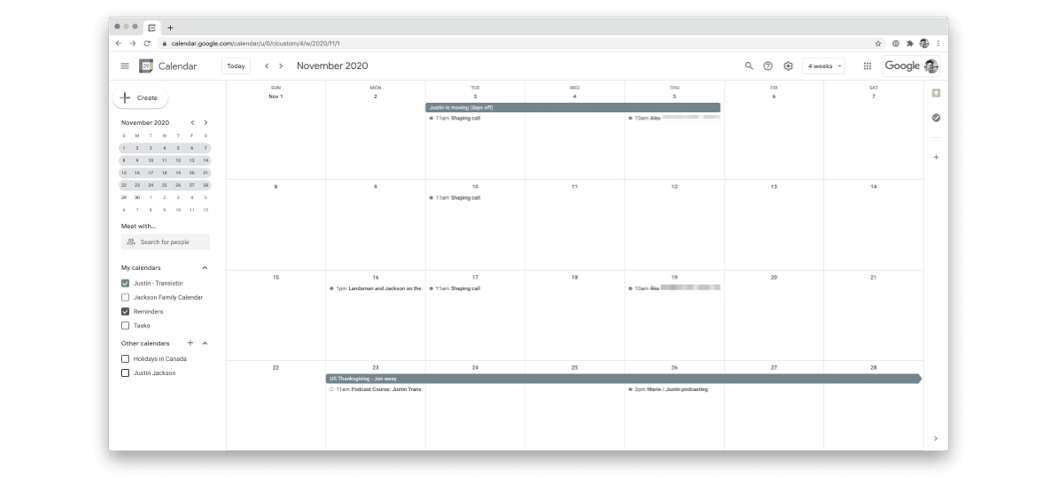 calendar.google.com/calendar/u/0/r/custom/4/w/2020/11/1
Calendar
Today
November 2020
4 weeks
Google
Create
November 2020
S M T W T F S
1 2 3 4 5 6 7
8 9 10 11 12 13 14
15 16 17 18 19 20 21
22 23 24 25 26 27 28
29 30 1 2 3 4 5
6 7 8 9 10 11 12
Meet with...
Search for people
My calendars
Justin - Transistor
Jackson Family Calendar
Reminders
Tasks
Other calendars
Holidays in Canada
Justin Jackson
SUN MON TUE WED THU FRI SAT
Nov 1 2 3 4 5 6 7
Justin is moving (days off)
11am Shaping call
10am Alex
8 9 10 11 12 13 14
11am Shaping call
15 16 17 18 19 20 21
1pm Landsman and Jackson on the
11am Shaping call
10am
22 23 24 25 26 27 28
US Thanksgiving - Jon away
11am Podcast Course: Justin Trans
2pm Marie / Justin podcasting